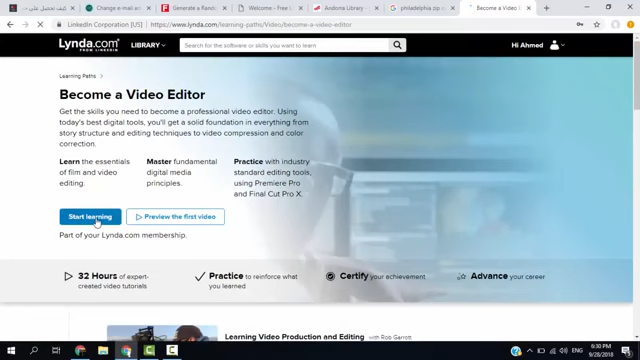 كيف تحتيل على ...
Change e-mail an
Generate a Rando
Welcome - Free L
Andona Library -
philadelphia zip c
Become a Video E
LinkedIn Corporation [US]
https://www.lynda.com/learning-paths/Video/become-a-video-editor
Lynda.com
FROM LINKEDIN
LIBRARY
Search for the software or skills you want to learn
Hi Ahmed
Learning Paths
Become a Video Editor
Get the skills you need to become a professional video editor. Using
today's best digital tools, you'll get a solid foundation in everything from
story structure and editing techniques to video compression and color
correction.
Learn the essentials
of film and video
editing.
Master fundamental
digital media
principles.
Practice with industry
standard editing tools,
using Premiere Pro
and Final Cut Pro X.
Start learning
Preview the first video
Part of your Lynda.com membership.
32 Hours of expert-
created video tutorials
Practice to reinforce what
you learned
Certify your achievement
Advance your career
Learning Video Production and Editing with Rob Garrott
ENG
6:30 PM
9/28/2018